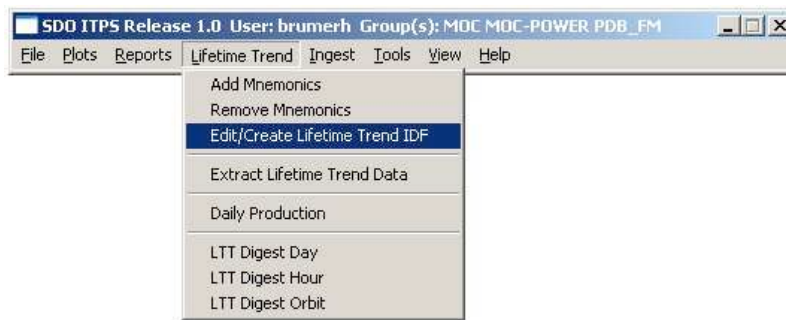 SDO ITPS Release 1.0 User: brumerh Group(s): MOC MOC-POWER PDB_FM
File Plots Reports Lifetime Trend Ingest Tools View Help
Add Mnemonics
Remove Mnemonics
Edit/Create Lifetime Trend IDF
Extract Lifetime Trend Data
Daily Production
LTT Digest Day
LTT Digest Hour
LTT Digest Orbit